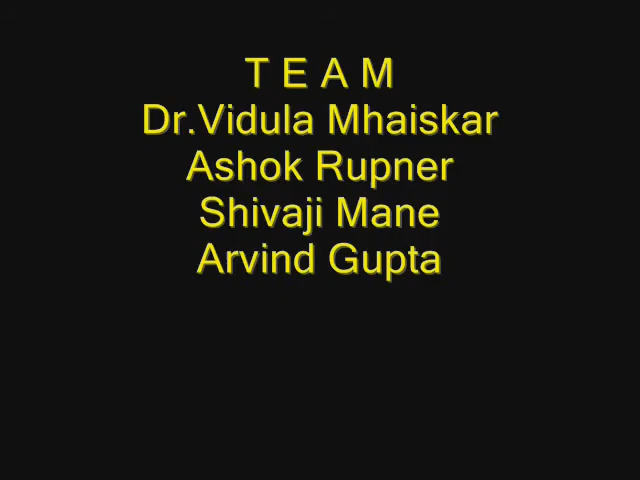 T E A M
Dr.Vidula Mhaiskar
Ashok Rupner
Shivaji Mane
Arvind Gupta